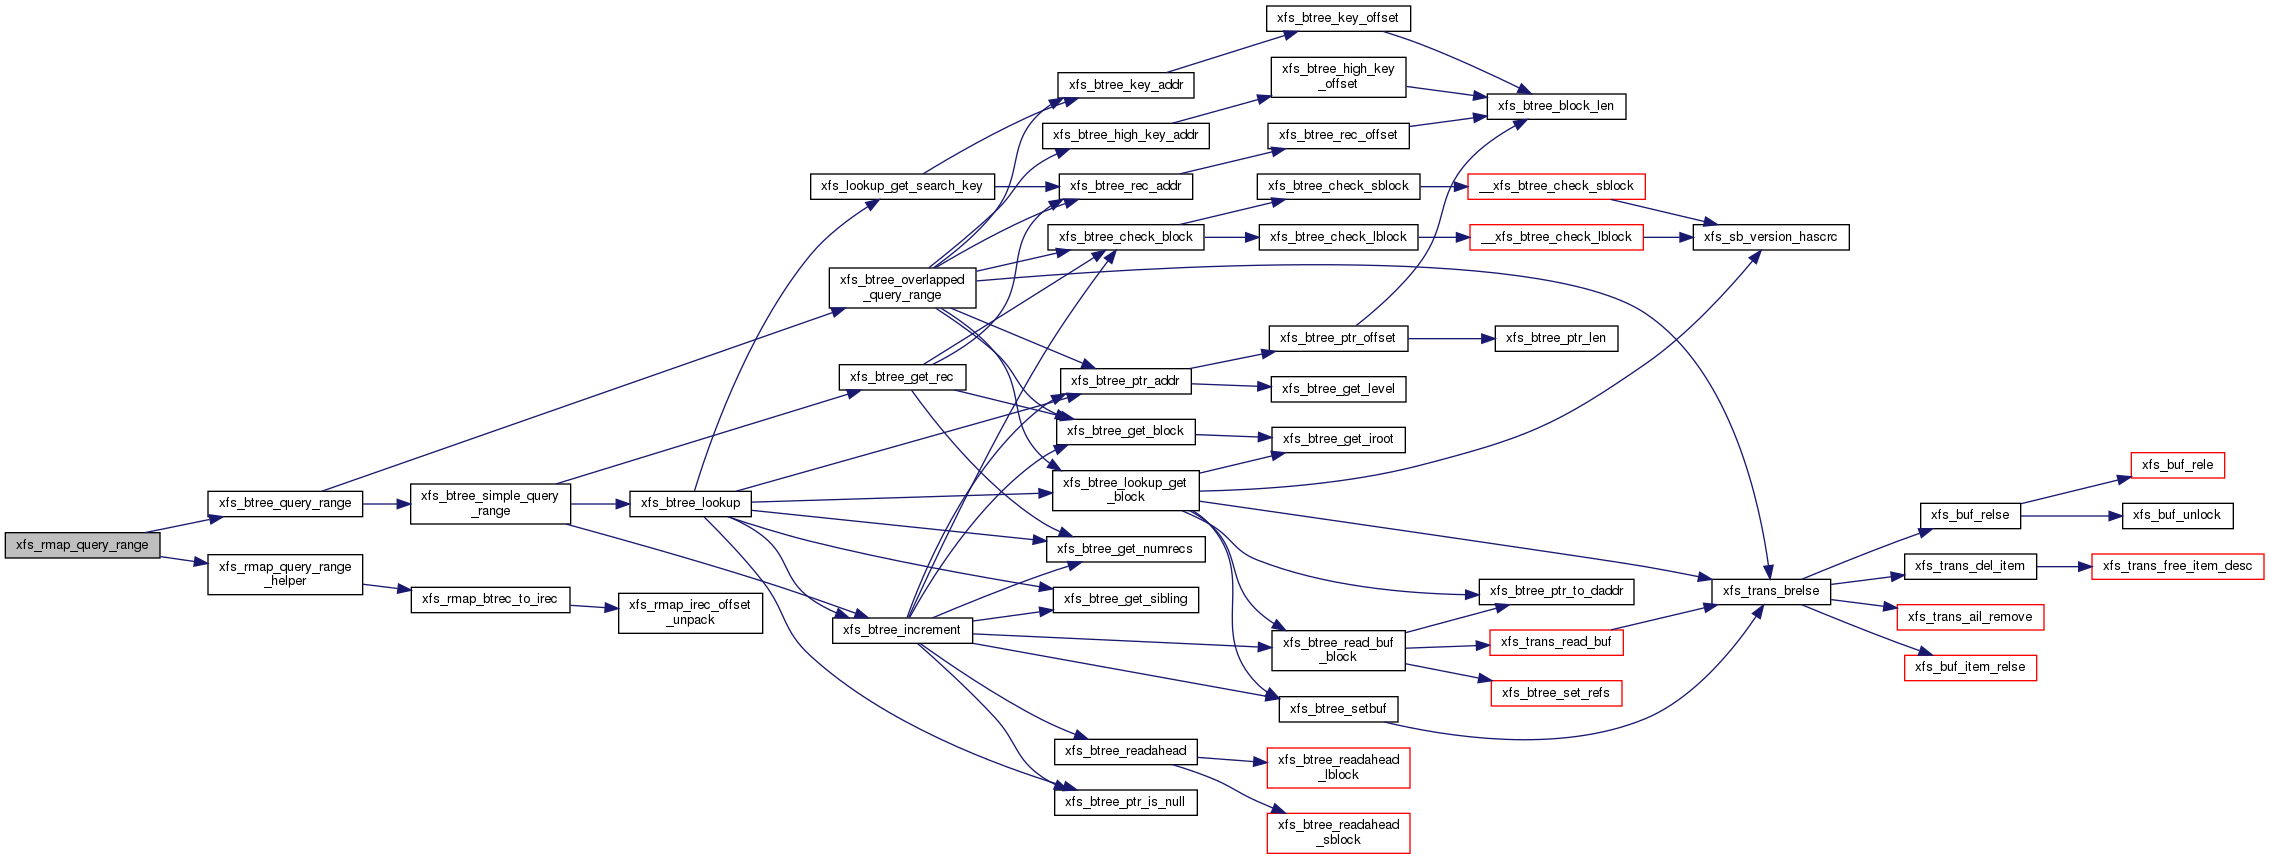 xfs_rmap_query_range
xfs_btree_query_range
xfs_rmap_query_range
_helper
xfs_btree_simple_query
_range
xfs_rmap_btrec_to_irec
xfs_btree_lookup
xfs_rmap_irec_offset
_unpack
xfs_lookup_get_search_key
xfs_btree_overlapped
_query_range
xfs_btree_get_rec
xfs_btree_increment
xfs_btree_key_addr
xfs_btree_high_key_addr
xfs_btree_rec_addr
xfs_btree_check_block
xfs_btree_ptr_addr
xfs_btree_get_block
xfs_btree_lookup_get
_block
xfs_btree_get_numrecs
xfs_btree_get_sibling
xfs_btree_readahead
xfs_btree_ptr_is_null
xfs_btree_key_offset
xfs_btree_high_key
_offset
xfs_btree_rec_offset
xfs_btree_check_sblock
xfs_btree_check_lblock
xfs_btree_ptr_offset
xfs_btree_get_level
xfs_btree_get_iroot
xfs_btree_read_buf
_block
xfs_btree_setbuf
xfs_btree_readahead
_lblock
xfs_btree_readahead
_sblock
xfs_btree_block_len
__xfs_btree_check_sblock
__xfs_btree_check_lblock
xfs_btree_ptr_len
xfs_btree_ptr_to_daddr
xfs_trans_read_buf
xfs_btree_set_refs
xfs_sb_version_hascrc
xfs_trans_brelse
xfs_buf_relse
xfs_trans_del_item
xfs_trans_ail_remove
xfs_buf_item_relse
xfs_buf_rele
xfs_buf_unlock
xfs_trans_free_item_desc